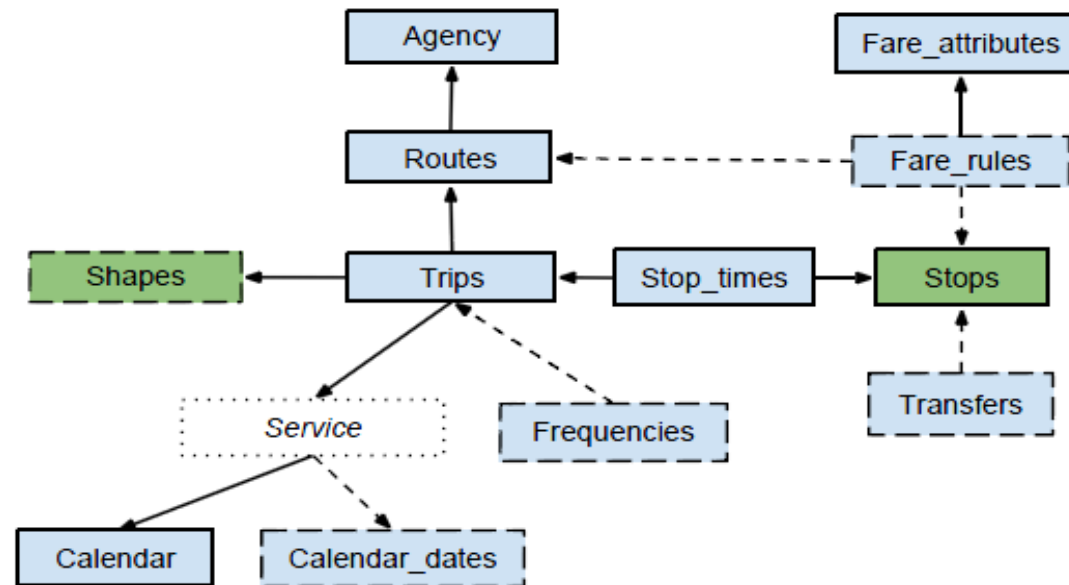 Agency
Fare_attributes
Routes
Fare_rules
Shapes
Trips
Stop_times
Stops
Service
Frequencies
Transfers
Calendar
Calendar_dates